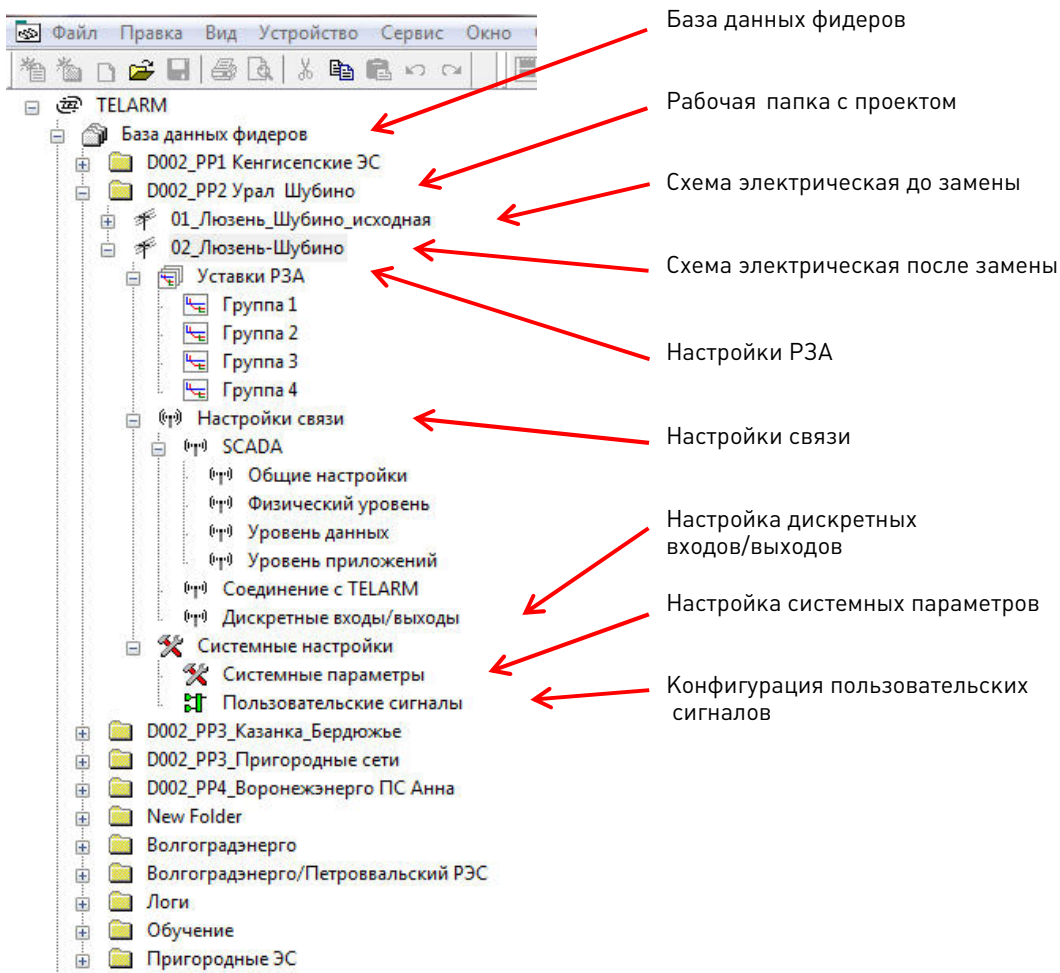 Файл Правка Вид Устройство Сервис Окно
TELARM
База данных фидеров
D002_PP1 Кенгисепские ЭС
D002_PP2 Урал Шубино
01_Люзень_Шубино_исходная
02_Люзень-Шубино
Уставки РЗА
Группа 1
Группа 2
Группа 3
Группа 4
Настройки связи
SCADA
Общие настройки
Физический уровень
Уровень данных
Уровень приложений
Соединение с TELARM
Дискретные входы/выходы
Системные настройки
Системные параметры
Пользовательские сигналы
D002_PP3_Казанка_Бердюжье
D002_PP3_Пригородные сети
D002_PP4_Воронежэнерго ПС Анна
New Folder
Волгоградэнерго
Волгоградэнерго/Петроввальский РЭС
Логи
Обучение
Пригородные ЭС
База данных фидеров
Рабочая папка с проектом
Схема электрическая до замены
Схема электрическая после замены
Настройки РЗА
Настройки связи
Настройка дискретных
входов/выходов
Настройка системных параметров
Конфигурация пользовательских
сигналов